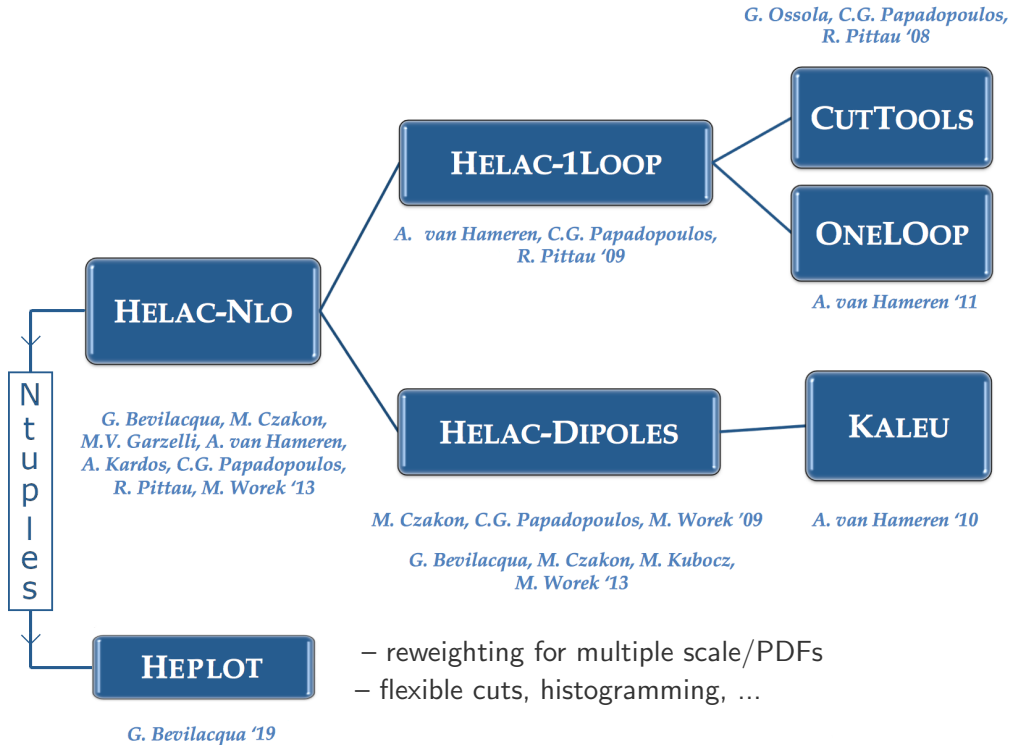 G. Ossola, C.G. Papadopoulos,
R. Pittau ‘08
CUTTOOLS
HELAC-1LOOP
ONELOOP
A. van Hameren, C.G. Papadopoulos,
R. Pittau ‘09
A. van Hameren ‘11
HELAC-NLO
Ntuples
G. Bevilacqua, M. Czakon,
M.V. Garzelli, A. van Hameren,
A. Kardos, C.G. Papadopoulos,
R. Pittau, M. Worek ‘13
HELAC-DIPOLES
KALEU
M. Czakon, C.G. Papadopoulos, M. Worek ’09
A. van Hameren ‘10
G. Bevilacqua, M. Czakon, M. Kubocz,
M. Worek ‘13
HEPLOT
– reweighting for multiple scale/PDFs
– flexible cuts, histogramming, ...
G. Bevilacqua ‘19